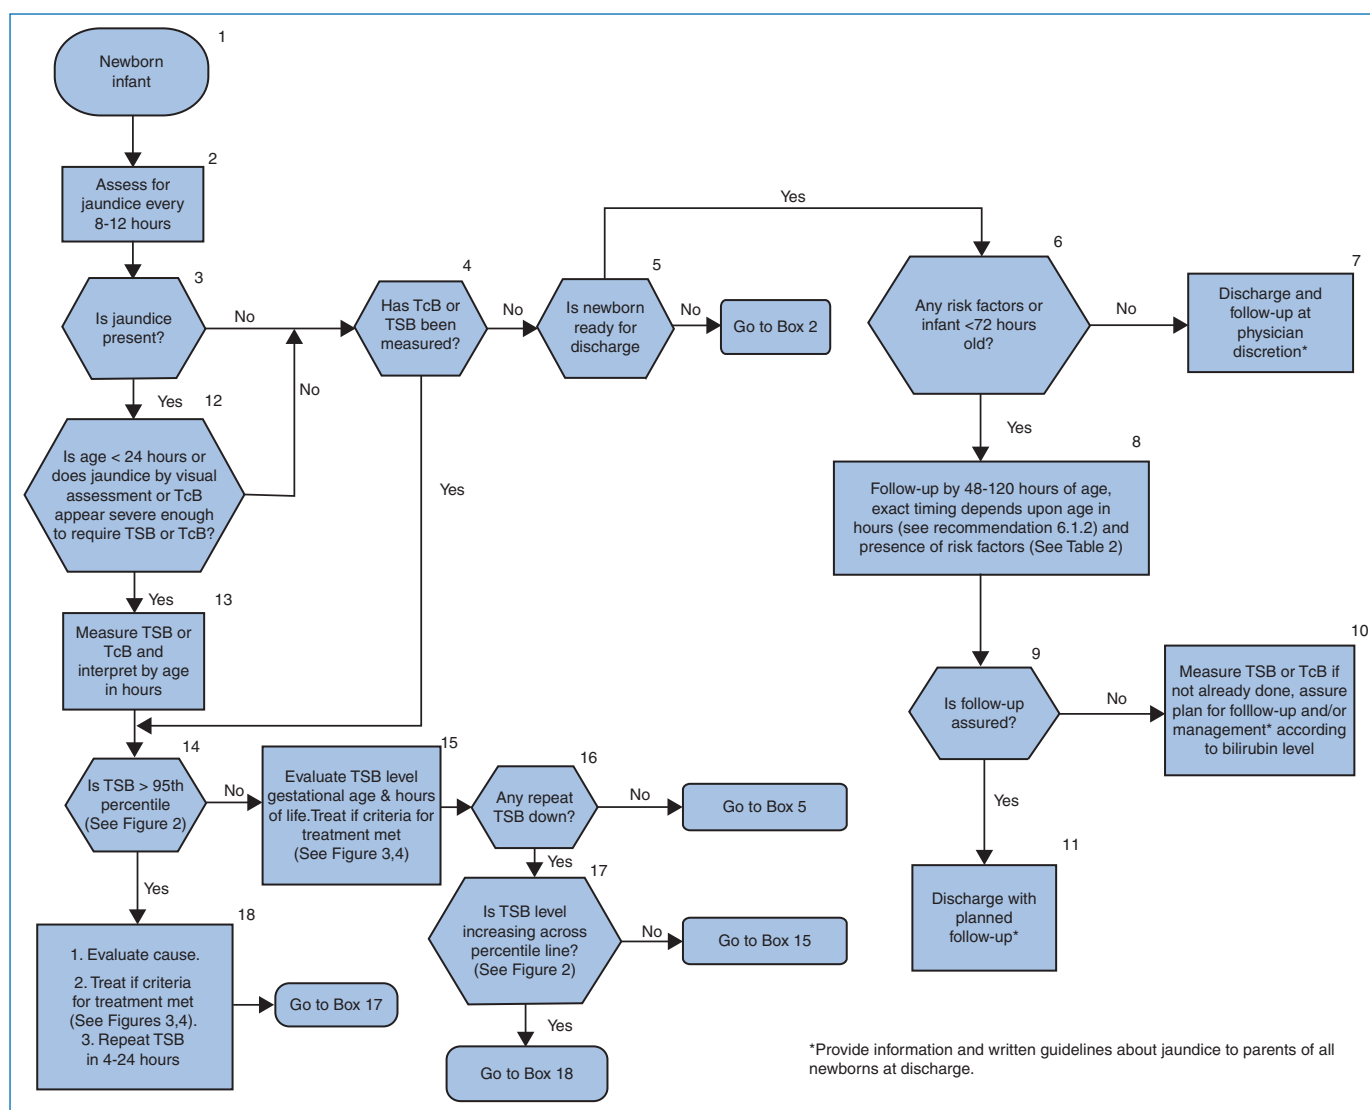 1
Newborn
infant
2
Assess for
jaundice every
8-12 hours
3
Is jaundice
present?
No
Yes
4
Has TcB or
TSB been
measured?
No
Yes
5
Is newborn
ready for
discharge
Yes
No
Go to Box 2
6
Any risk factors or
infant <72 hours
old?
No
Yes
7
Discharge and
follow-up at
physician
discretion*
8
Follow-up by 48-120 hours of age,
exact timing depends upon age in
hours (see recommendation 6.1.2) and
presence of risk factors (See Table 2)
9
Is follow-up
assured?
No
Yes
10
Measure TSB or TcB if
not already done, assure
plan for folllow-up and/or
management* according
to bilirubin level
11
Discharge with
planned
follow-up*
12
Is age < 24 hours or
does jaundice by visual
assessment or TcB
appear severe enough
to require TSB or TcB?
No
Yes
13
Measure TSB or
TcB and
interpret by age
in hours
14
Is TSB > 95th
percentile
(See Figure 2)
No
Yes
15
Evaluate TSB level
gestational age & hours
of life.Treat if criteria for
treatment met
(See Figure 3,4)
16
Any repeat
TSB down?
No
Go to Box 5
Yes
17
Is TSB level
increasing across
percentile line?
(See Figure 2)
No
Go to Box 15
Yes
Go to Box 18
18
1. Evaluate cause.
2. Treat if criteria
for treatment met
(See Figures 3,4).
3. Repeat TSB
in 4-24 hours
Go to Box 17
*Provide information and written guidelines about jaundice to parents of all
newborns at discharge.